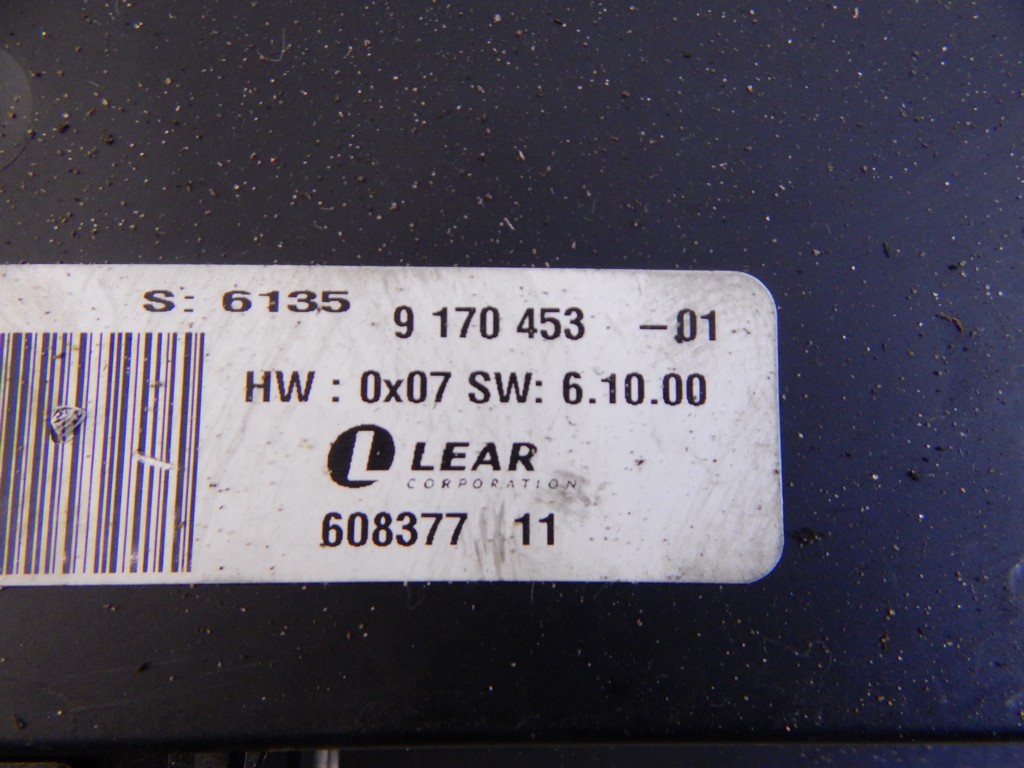 S: 6135
9 170 453 -01
HW : 0x07 SW: 6.10.00
L LEAR
CORPORATION
608377 11